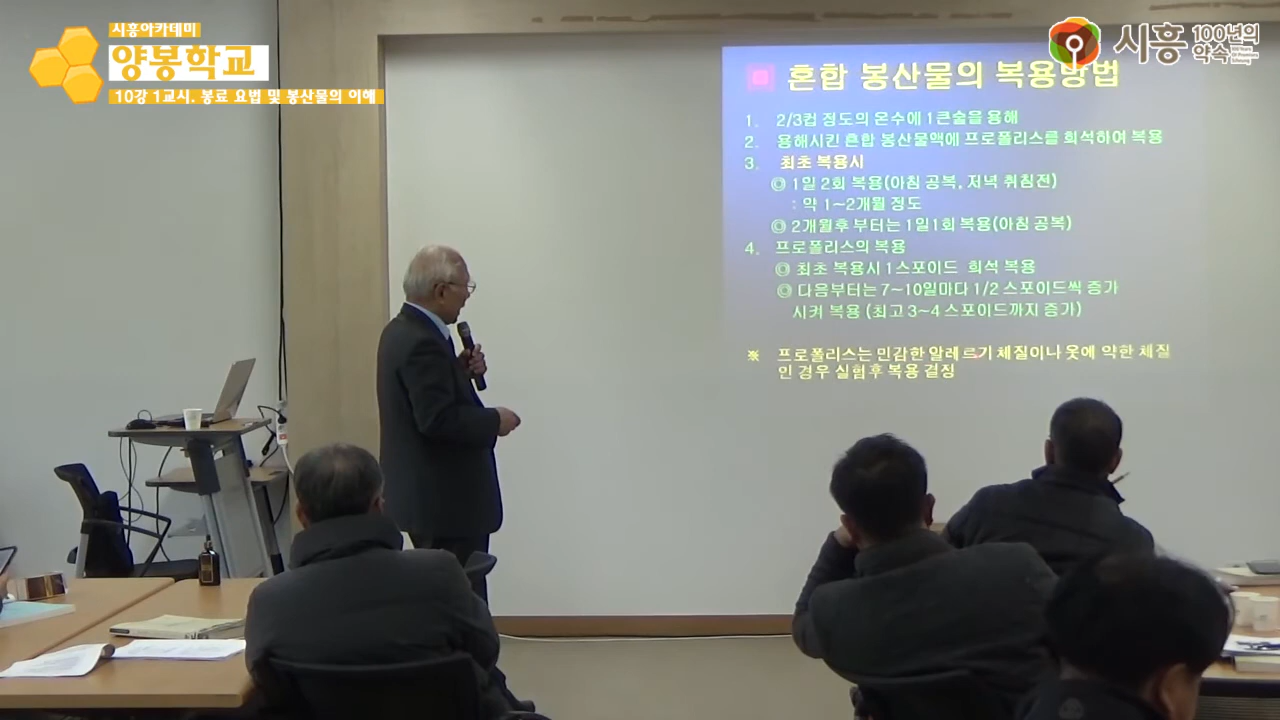 시흥아카데미
양봉학교
10강 1교시. 봉료 요법 및 봉산물의 이해
시흥 100년의 약속
혼합 봉산물의 복용방법
1. 2/3컵 정도의 온수에 1큰술을 용해
2. 용해시킨 혼합 봉산물액에 프로폴리스를 희석하여 복용
3. 최초 복용시
◎ 1일 2회 복용(아침 공복, 저녁 취침전)
: 약 1~2개월 정도
◎ 2개월후 부터는 1일1회 복용(아침 공복)
4. 프로폴리스의 복용
◎ 최초 복용시 1스포이드 희석 복용
◎ 다음부터는 7~10일마다 1/2 스포이드씩 증가
시켜 복용 (최고 3~4 스포이드까지 증가)
※ 프로폴리스는 민감한 알레르기 체질이나 옻에 약한 체질
인 경우 실험후 복용 결정